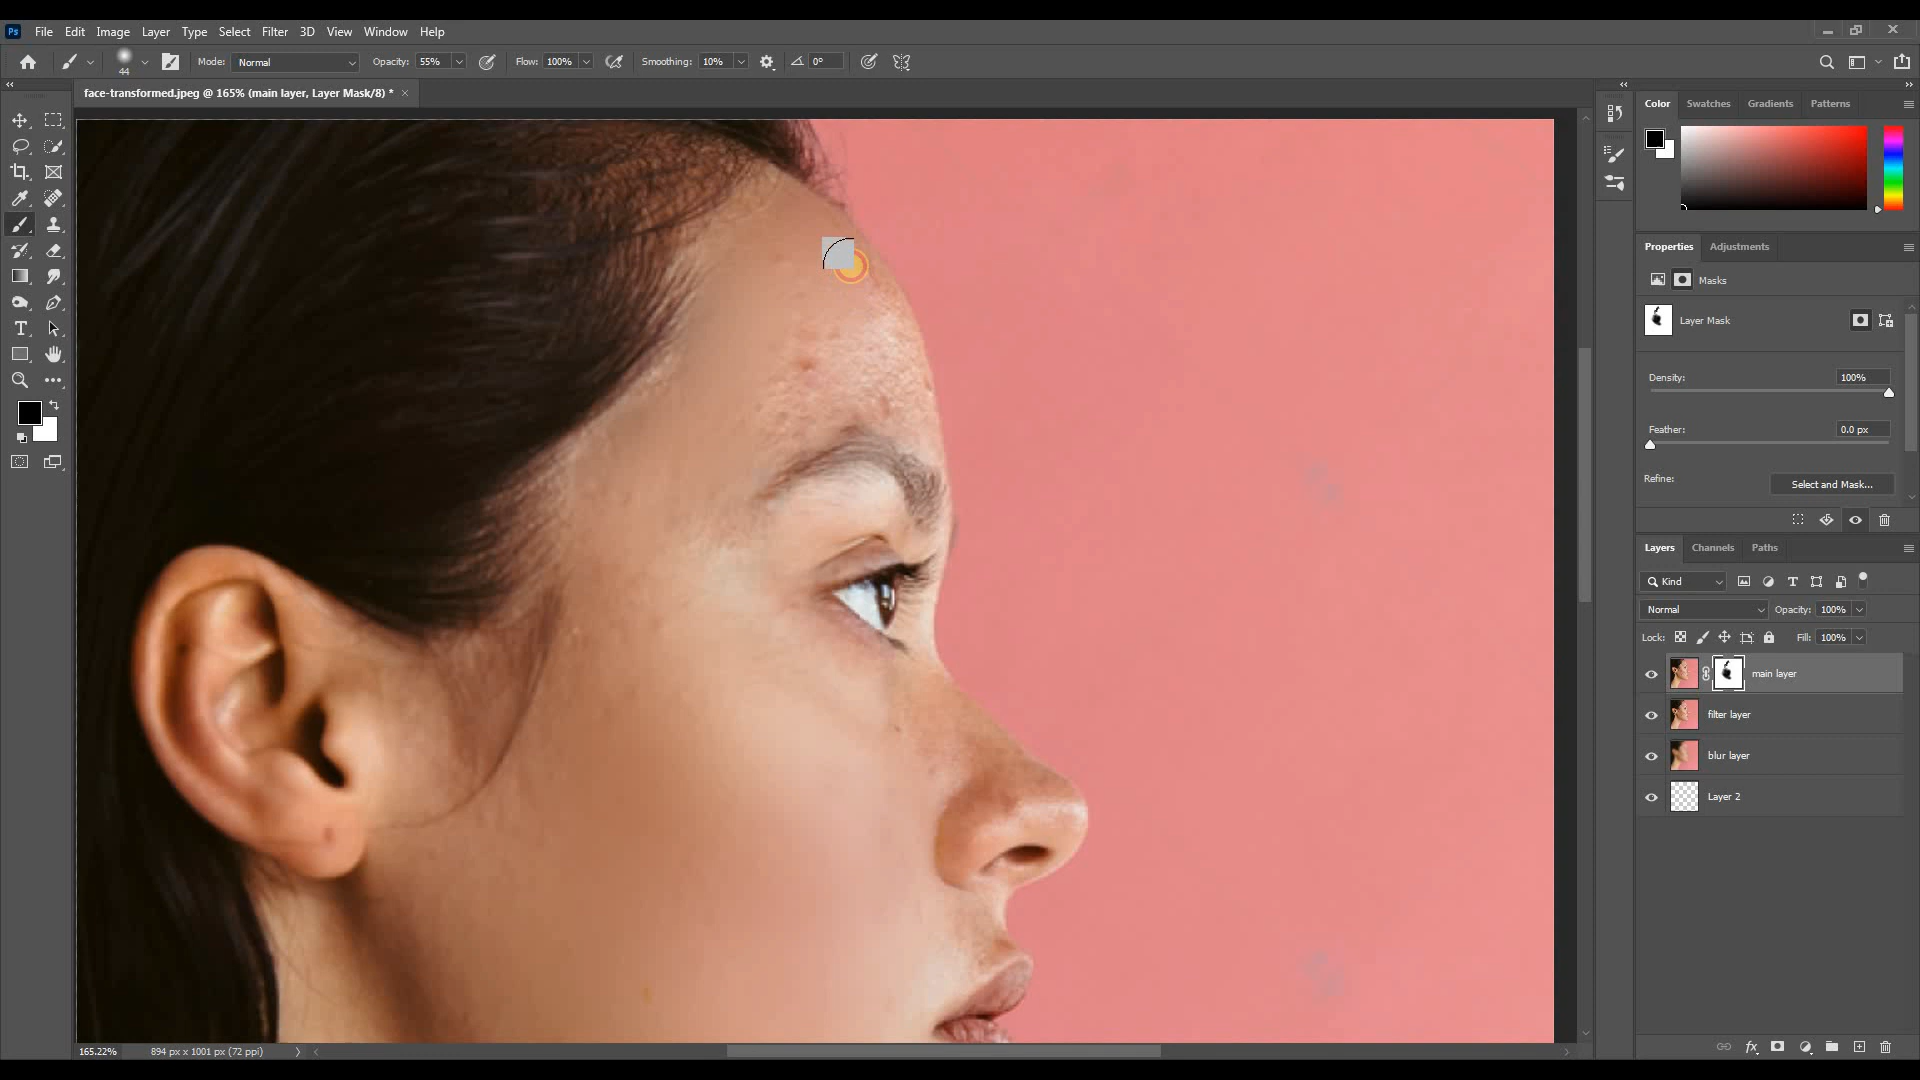 Ps File Edit Image Layer Type Select Filter 3D View Window Help
44 Mode: Normal Opacity: 55% Flow: 100% Smoothing: 10% 0°
face-transformed.jpeg @ 165% (main layer, Layer Mask/8) *
Color Swatches Gradients Patterns
Properties Adjustments
Masks
Layer Mask
Density: 100%
Feather: 0.0 px
Refine: Select and Mask...
Layers Channels Paths
Kind
Normal Opacity: 100%
Lock: Fill: 100%
main layer
filter layer
blur layer
Layer 2
165.22% 894 px x 1001 px (72 ppi)